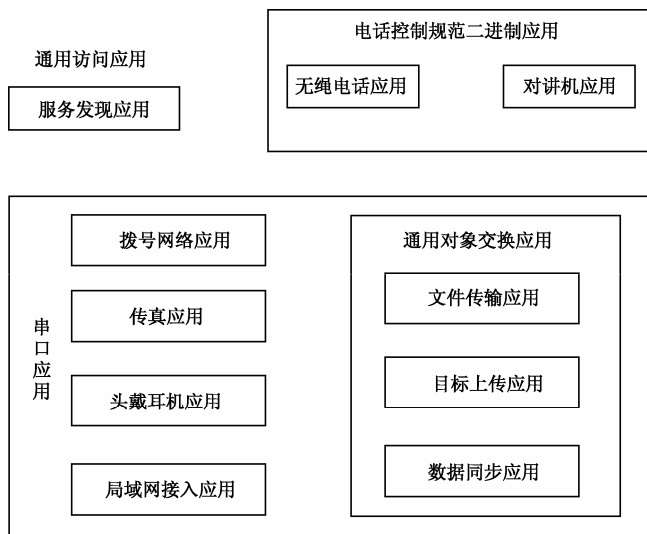 通用访问应用
服务发现应用
电话控制规范二进制应用
无绳电话应用
对讲机应用
串口应用
拨号网络应用
传真应用
头戴耳机应用
局域网接入应用
通用对象交换应用
文件传输应用
目标上传应用
数据同步应用